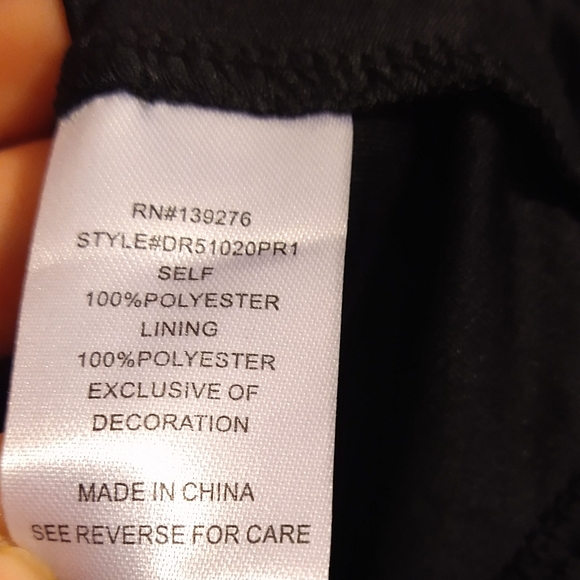 RN#139276
STYLE#DR51020PR1
SELF
100%POLYESTER
LINING
100%POLYESTER
EXCLUSIVE OF
DECORATION
MADE IN CHINA
SEE REVERSE FOR CARE